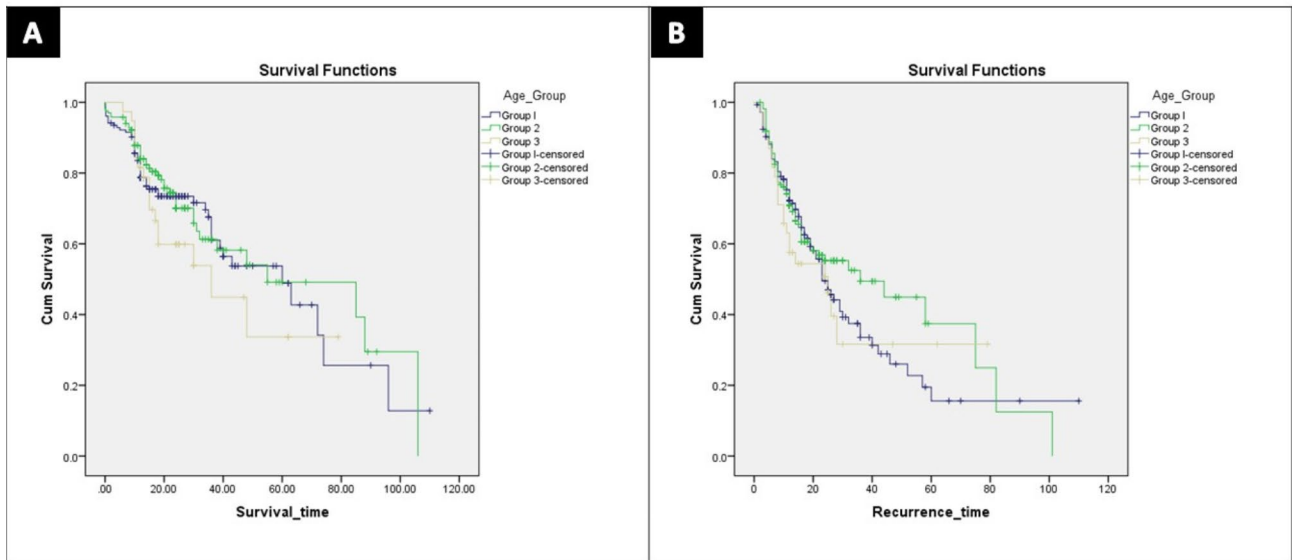 A
Survival Functions
Cum Survival
1.0
0.8
0.6
0.4
0.2
0.0
.00 20.00 40.00 60.00 80.00 100.00 120.00
Survival_time
Age_Group
Group I
Group 2
Group 3
Group I-censored
Group 2-censored
Group 3-censored
B
Survival Functions
Cum Survival
1.0
0.8
0.6
0.4
0.2
0.0
0 20 40 60 80 100 120
Recurrence_time
Age_Group
Group I
Group 2
Group 3
Group I-censored
Group 2-censored
Group 3-censored